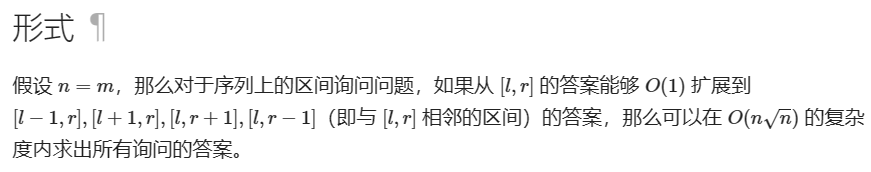 形式 ¶
假设 n = m，那么对于序列上的区间询问问题，如果从 [l, r] 的答案能够 O(1) 扩展到
[l − 1, r], [l + 1, r], [l, r + 1], [l, r − 1]（即与 [l, r] 相邻的区间）的答案，那么可以在 O(n√n) 的复杂
度内求出所有询问的答案。